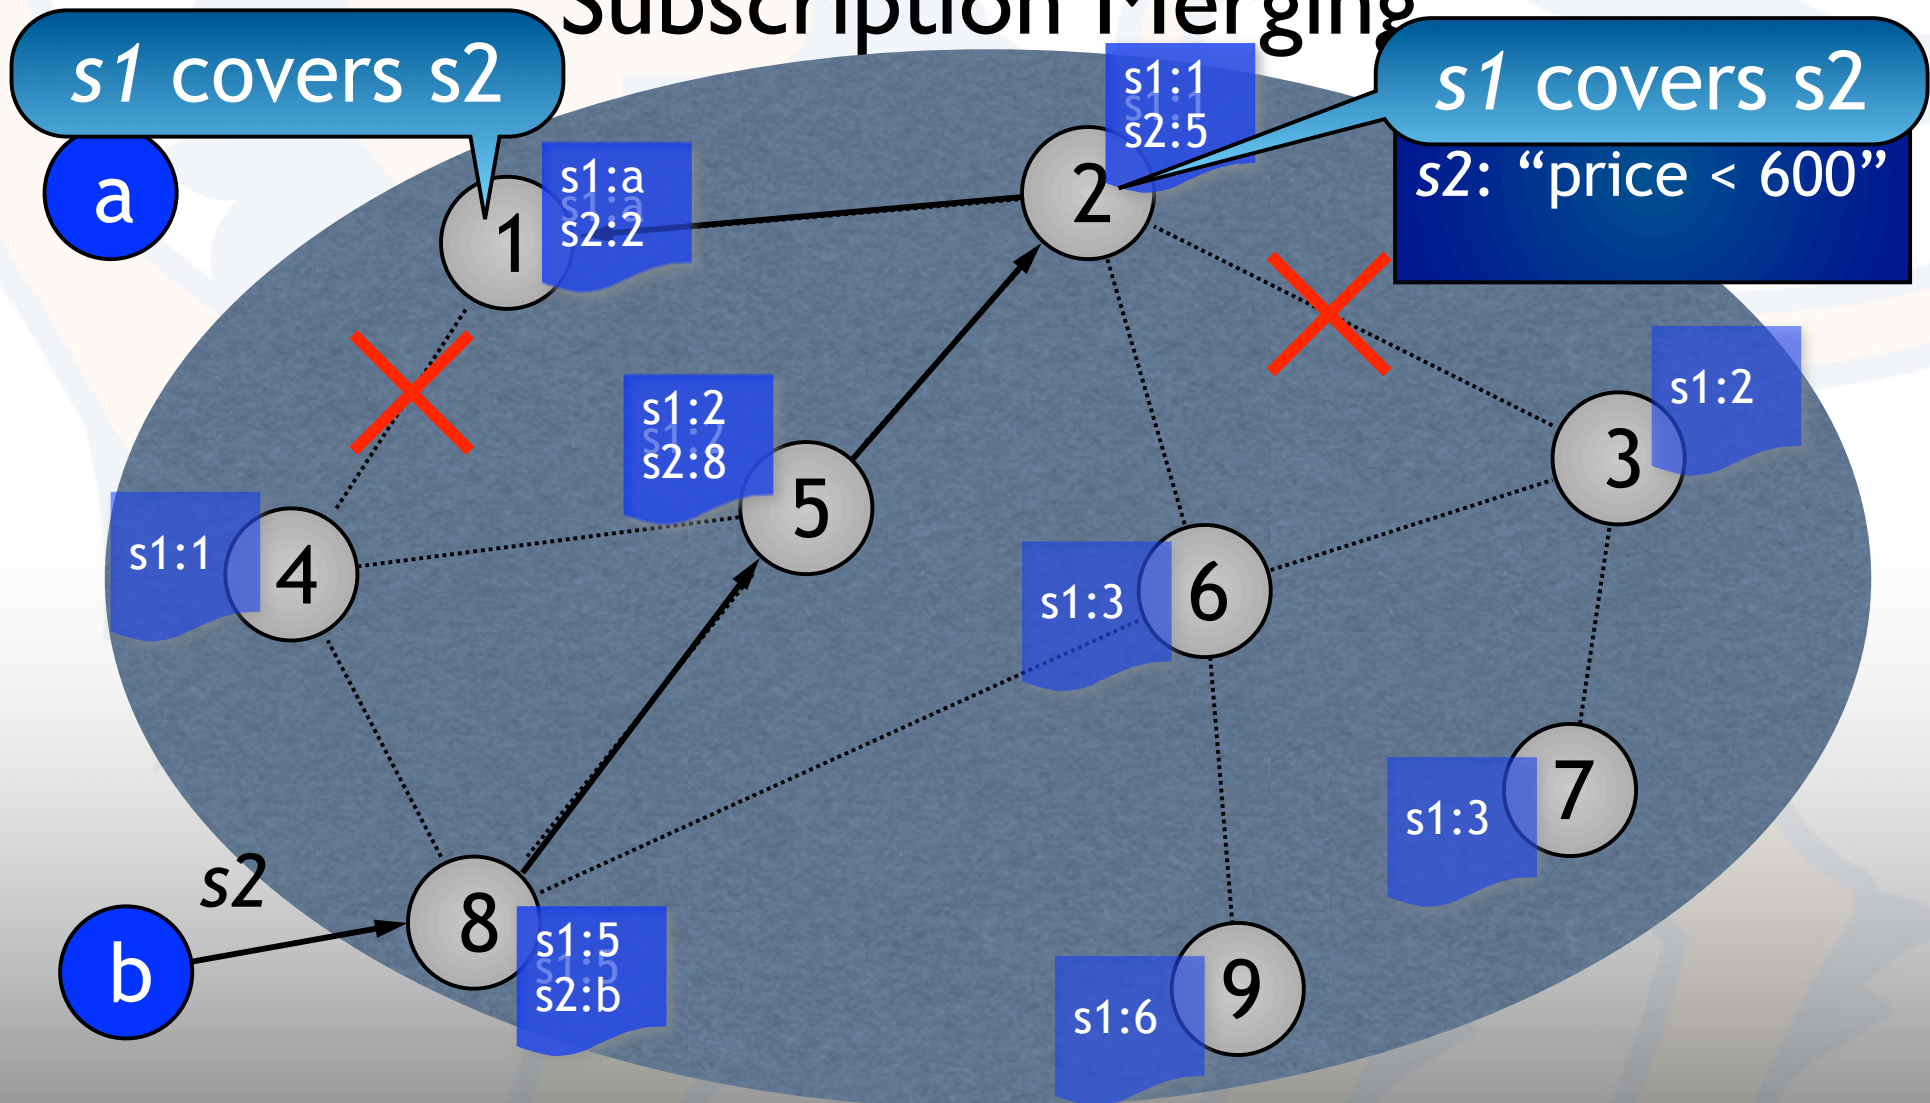 Subscription Merging
s1 covers s2
s1 covers s2
s2: “price < 600”
a
1
s1:a
s2:2
2
s1:1
s2:5
3
s1:2
4
s1:1
5
s1:2
s2:8
6
s1:3
7
s1:3
s2
b
8
s1:5
s2:b
9
s1:6